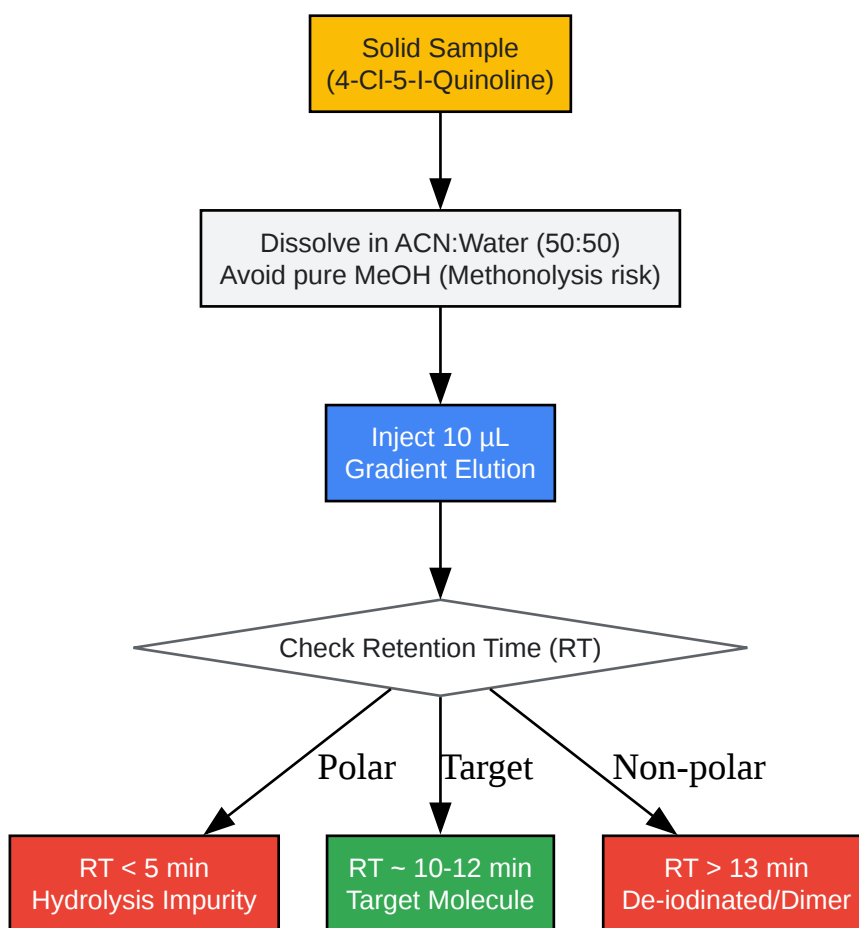 Solid Sample
(4-Cl-5-I-Quinoline)
Dissolve in ACN:Water (50:50)
Avoid pure MeOH (Methonolysis risk)
Inject 10 µL
Gradient Elution
Check Retention Time (RT)
Polar
Target
Non-polar
RT < 5 min
Hydrolysis Impurity
RT ~ 10-12 min
Target Molecule
RT > 13 min
De-iodinated/Dimer